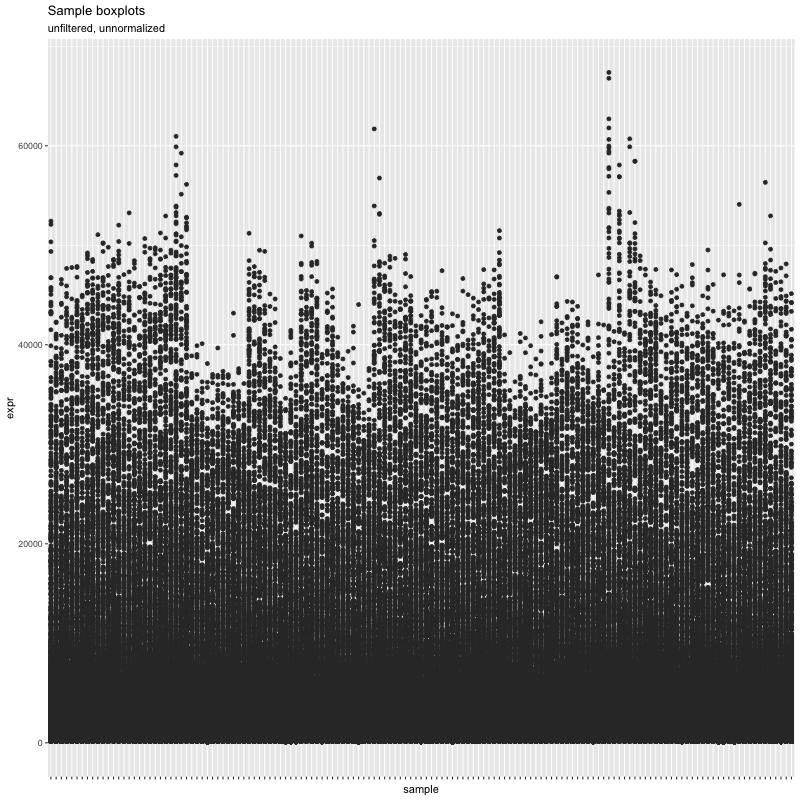 Sample boxplots
unfiltered, unnormalized
60000
40000
20000
0
expr
sample